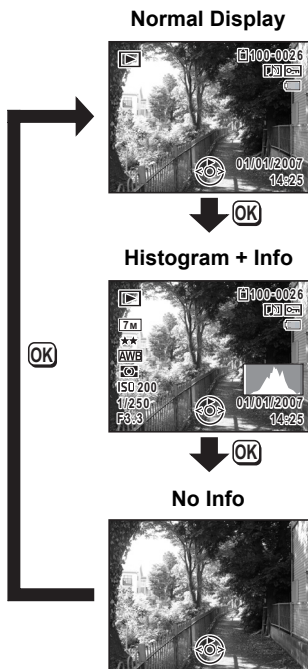 Normal Display
100-0026
01/01/2007
14:25
OK
Histogram + Info
100-0026
7M
AWB
ISO 200
1/250
F3.3
01/01/2007
14:25
OK
OK
No Info